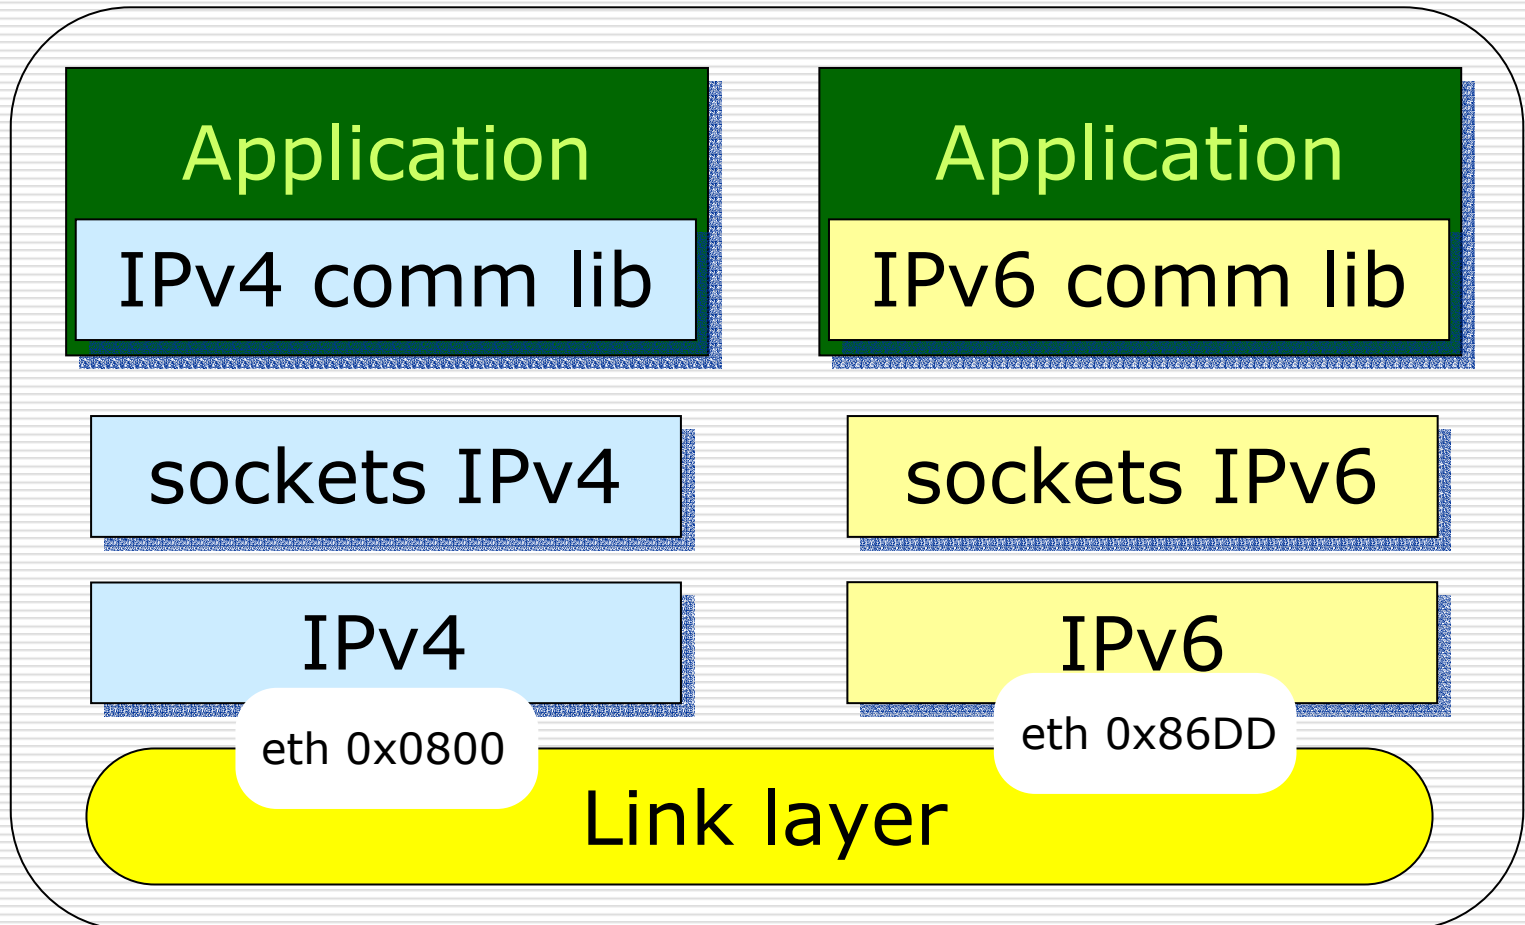 Application
IPv4 comm lib
sockets IPv4
IPv4
eth 0x0800
Application
IPv6 comm lib
sockets IPv6
IPv6
eth 0x86DD
Link layer